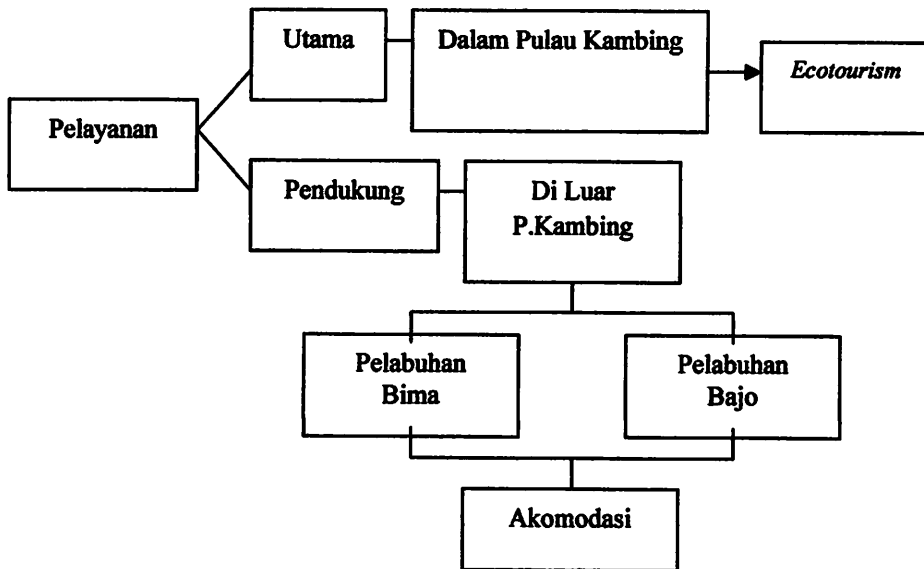 Utama
Dalam Pulau Kambing
Ecotourism
Pelayanan
Pendukung
Di Luar
P.Kambing
Pelabuhan
Bima
Pelabuhan
Bajo
Akomodasi